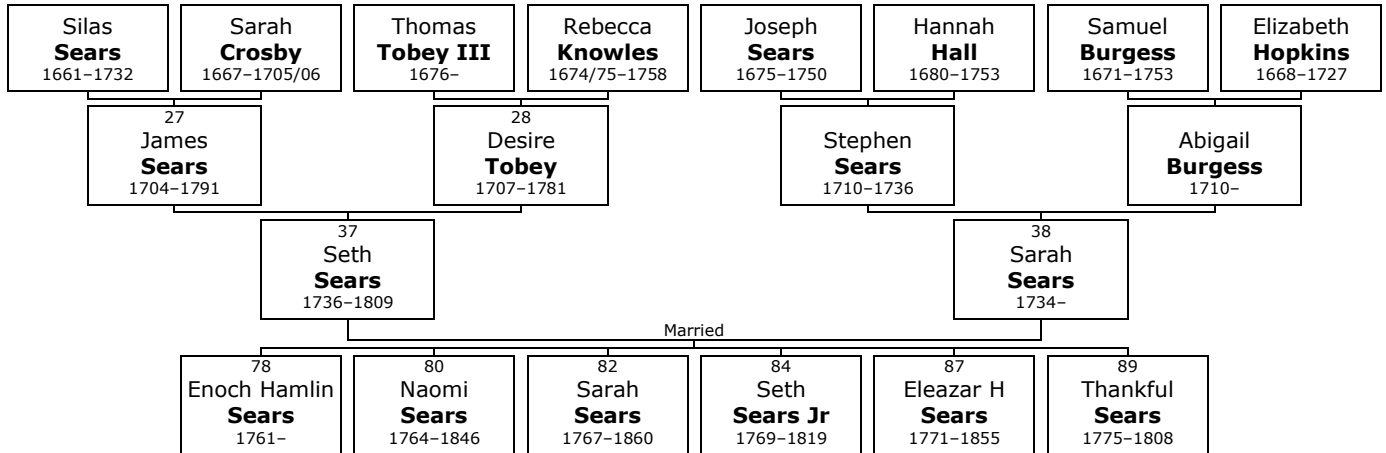 Silas
Sears
1661–1732
Sarah
Crosby
1667–1705/06
Thomas
Tobey III
1676–
Rebecca
Knowles
1674/75–1758
Joseph
Sears
1675–1750
Hannah
Hall
1680–1753
Samuel
Burgess
1671–1753
Elizabeth
Hopkins
1668–1727
27
James
Sears
1704–1791
28
Desire
Tobey
1707–1781
Stephen
Sears
1710–1736
Abigail
Burgess
1710–
37
Seth
Sears
1736–1809
38
Sarah
Sears
1734–
Married
78
Enoch Hamlin
Sears
1761–
80
Naomi
Sears
1764–1846
82
Sarah
Sears
1767–1860
84
Seth
Sears Jr
1769–1819
87
Eleazar H
Sears
1771–1855
89
Thankful
Sears
1775–1808